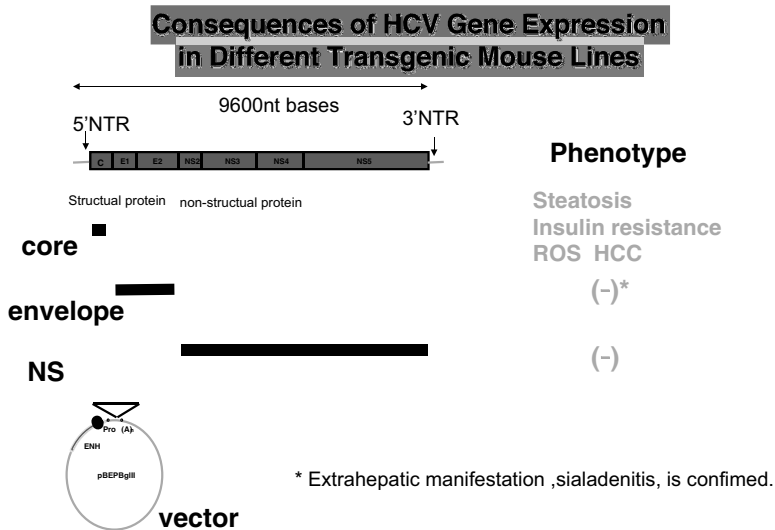 Consequences of HCV Gene Expression
in Different Transgenic Mouse Lines
9600nt bases
5'NTR
3'NTR
C E1 E2 NS2 NS3 NS4 NS5
Phenotype
Structual protein non-structual protein
Steatosis
Insulin resistance
ROS HCC
core
(-)*
envelope
(-)
NS
Pro (A)n
ENH
pBEPBglII
* Extrahepatic manifestation ,sialadenitis, is confimed.
vector